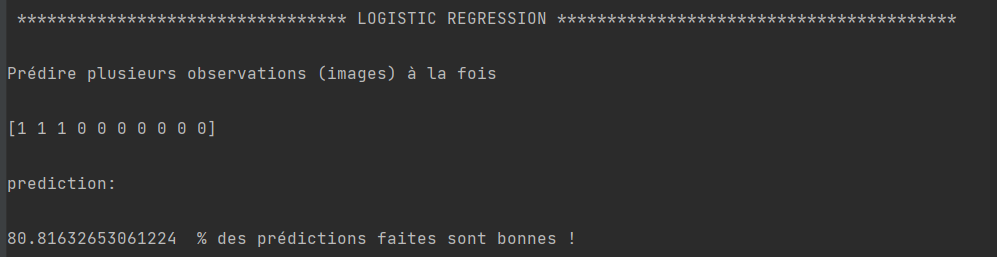 ********************************* LOGISTIC REGRESSION ****************************************
Prédire plusieurs observations (images) à la fois
[1 1 1 0 0 0 0 0 0 0]
prediction:
80.81632653061224  % des prédictions faites sont bonnes !